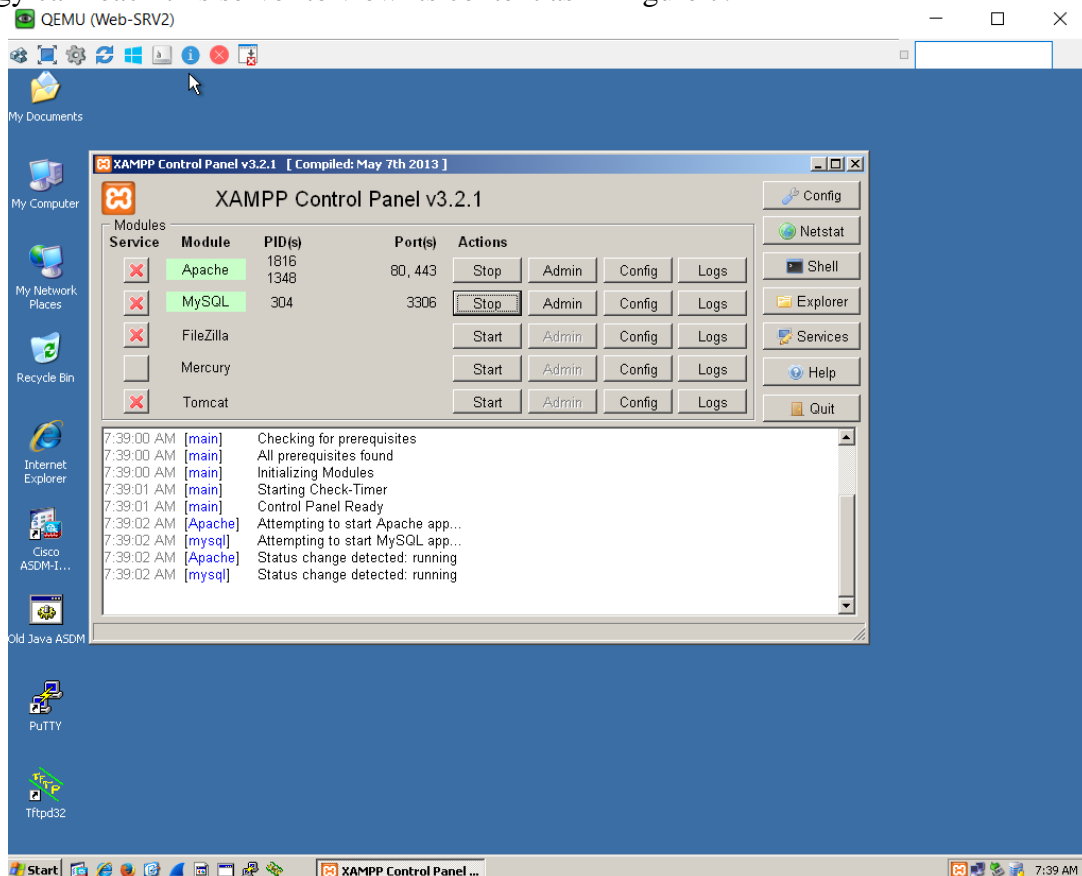 QEMU (Web-SRV2)
My Documents
XAMPP Control Panel v3.2.1 [ Compiled: May 7th 2013 ]
My Computer
XAMPP Control Panel v3.2.1
Config
Modules
Service Module PID(s) Port(s) Actions
Netstat
Apache 1816 1348 80, 443 Stop Admin Config Logs
Shell
My Network Places
MySQL 304 3306 Stop Admin Config Logs
Explorer
FileZilla Start Admin Config Logs
Services
Recycle Bin
Mercury Start Admin Config Logs
Help
Tomcat Start Admin Config Logs
Quit
7:39:00 AM [main] Checking for prerequisites
7:39:00 AM [main] All prerequisites found
7:39:00 AM [main] Initializing Modules
7:39:01 AM [main] Starting Check-Timer
7:39:01 AM [main] Control Panel Ready
7:39:02 AM [Apache] Attempting to start Apache app...
7:39:02 AM [mysql] Attempting to start MySQL app...
7:39:02 AM [Apache] Status change detected: running
7:39:02 AM [mysql] Status change detected: running
Internet Explorer
Cisco ASDM-I...
Old Java ASDM
PuTTY
Tftpd32
Start
XAMPP Control Panel ...
7:39 AM